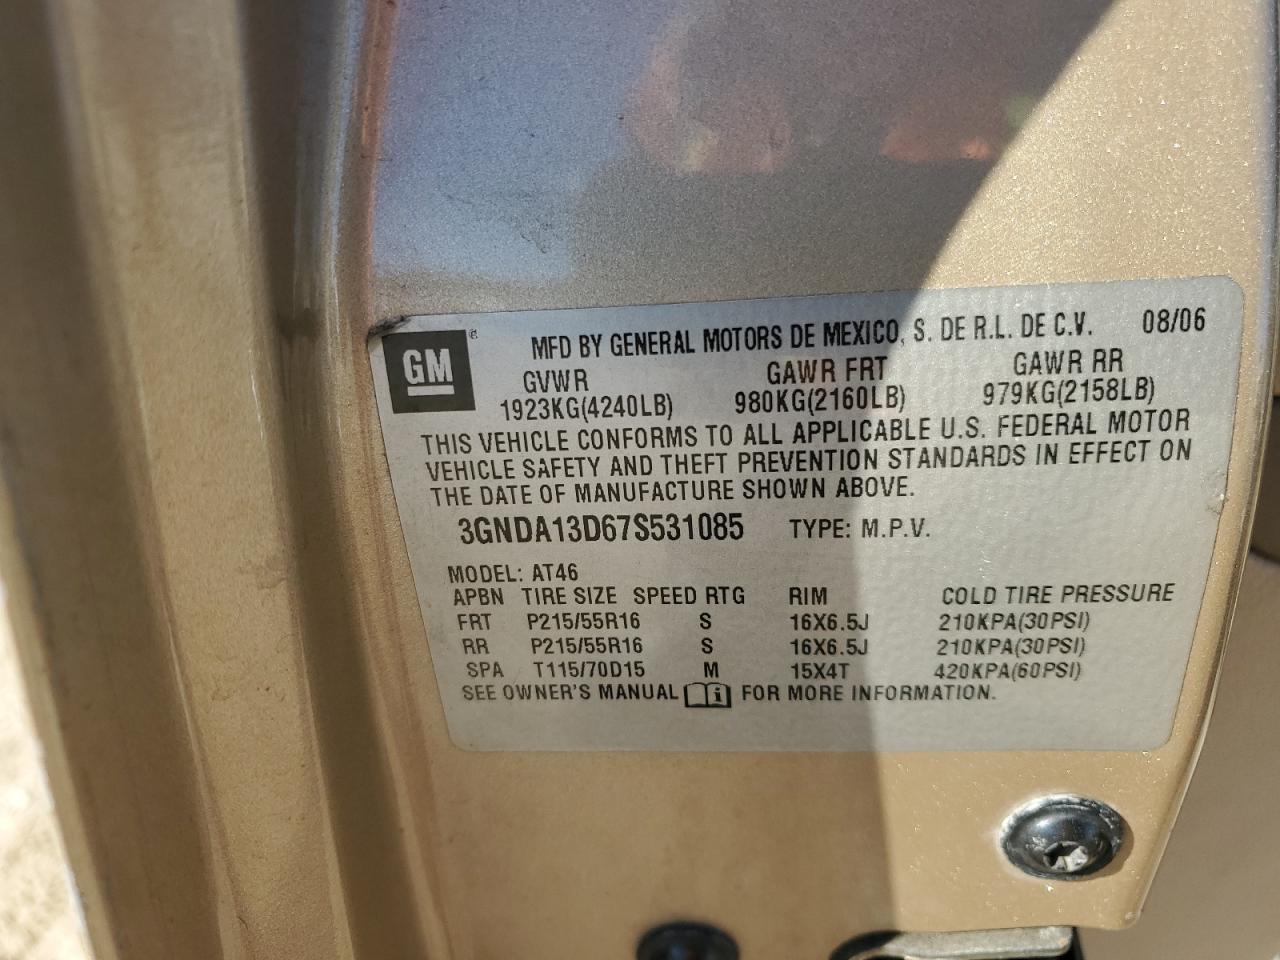 GM ® MFD BY GENERAL MOTORS DE MEXICO, S. DE R.L. DE C.V. 08/06
GVWR GAWR FRT GAWR RR
1923KG(4240LB) 980KG(2160LB) 979KG(2158LB)
THIS VEHICLE CONFORMS TO ALL APPLICABLE U.S. FEDERAL MOTOR
VEHICLE SAFETY AND THEFT PREVENTION STANDARDS IN EFFECT ON
THE DATE OF MANUFACTURE SHOWN ABOVE.
3GNDA13D67S531085 TYPE: M.P.V.
MODEL: AT46
APBN TIRE SIZE SPEED RTG RIM COLD TIRE PRESSURE
FRT P215/55R16 S 16X6.5J 210KPA(30PSI)
RR P215/55R16 S 16X6.5J 210KPA(30PSI)
SPA T115/70D15 M 15X4T 420KPA(60PSI)
SEE OWNER'S MANUAL i FOR MORE INFORMATION.